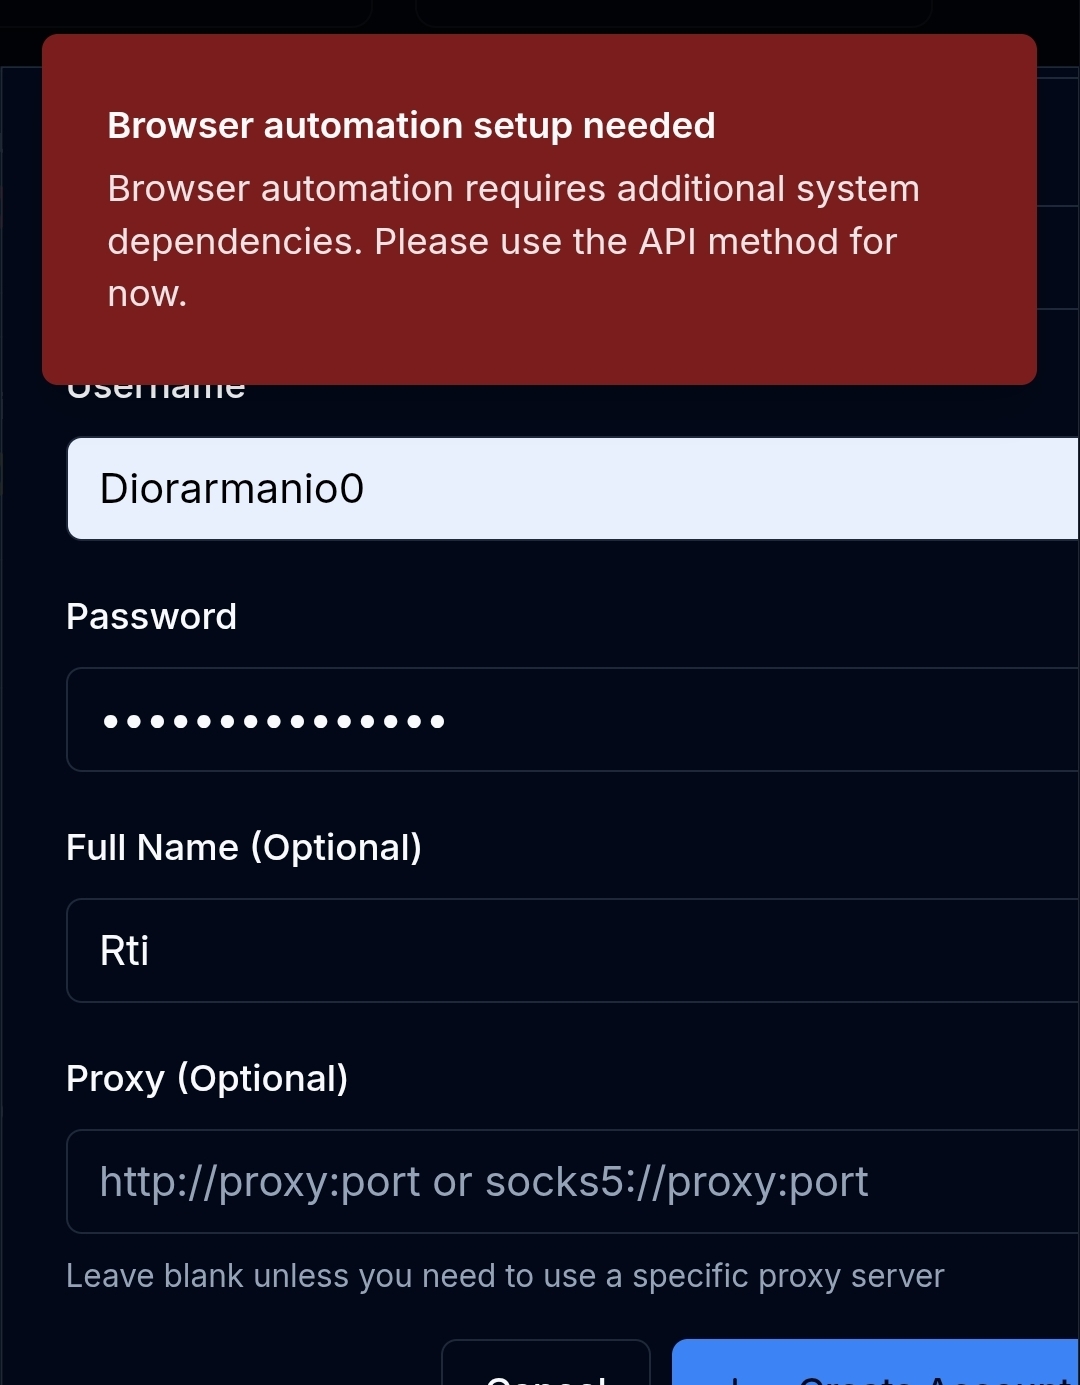 Browser automation setup needed
Browser automation requires additional system
dependencies. Please use the API method for
now.
Username
Diorarmanio0
Password
•••••••••••••••
Full Name (Optional)
Rti
Proxy (Optional)
http://proxy:port or socks5://proxy:port
Leave blank unless you need to use a specific proxy server
Cancel
Create Account